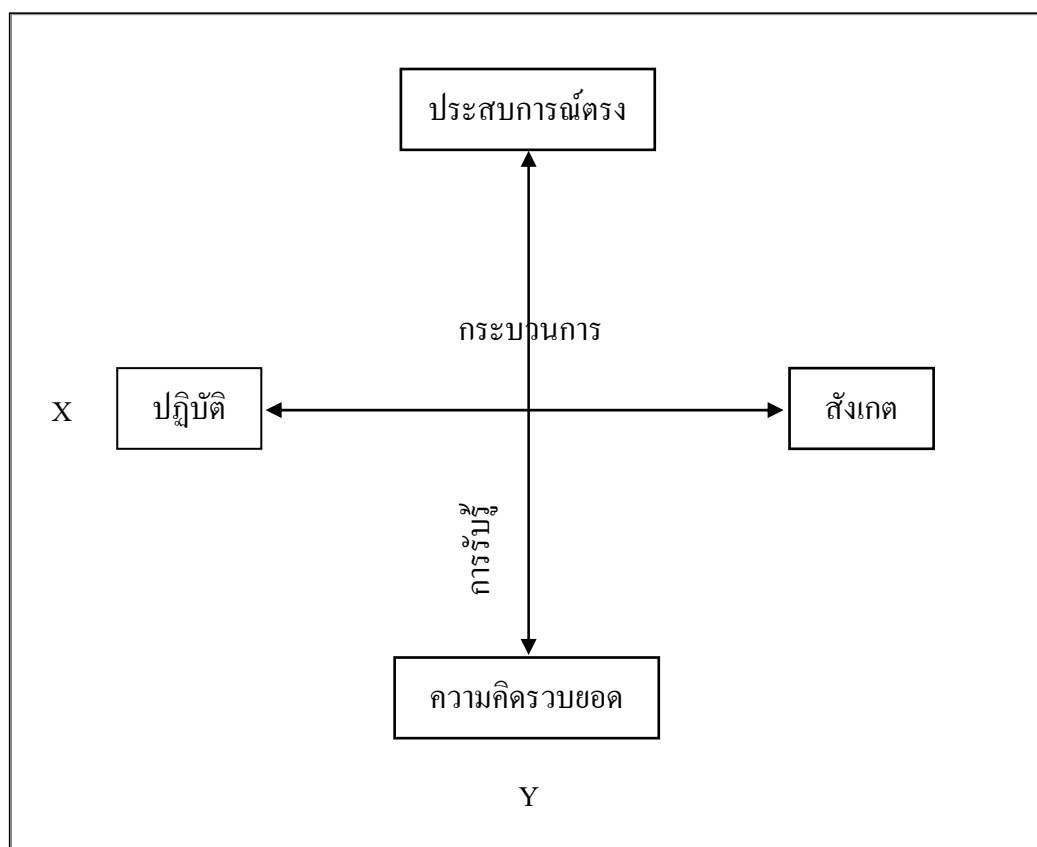 ประสบการณ์ตรง
กระบวนการ
X ปฏิบัติ สังเกต
การรับรู้
ความคิดรวบยอด
Y